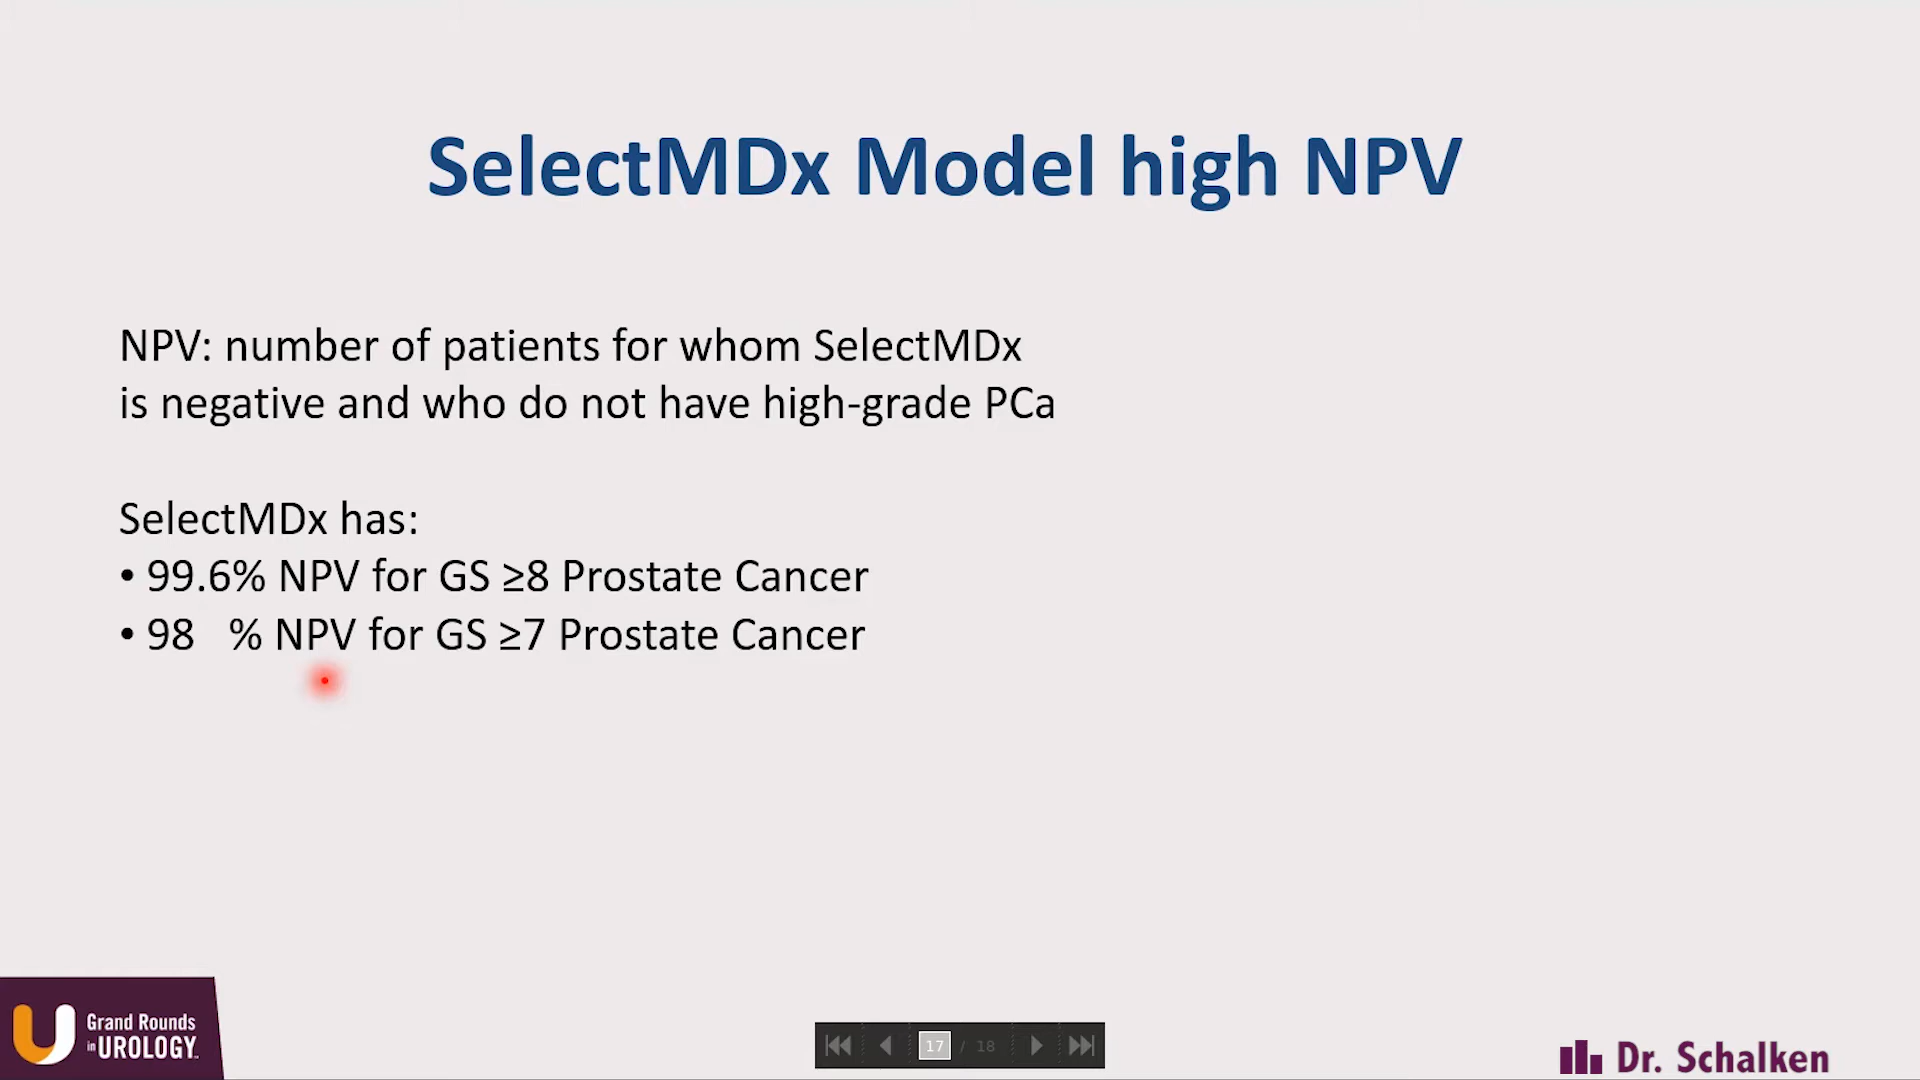 SelectMDx Model high NPV
NPV: number of patients for whom SelectMDx
is negative and who do not have high-grade PCa
SelectMDx has:
• 99.6% NPV for GS ≥8 Prostate Cancer
• 98 % NPV for GS ≥7 Prostate Cancer
Grand Rounds
in UROLOGY
17 / 18
Dr. Schalken